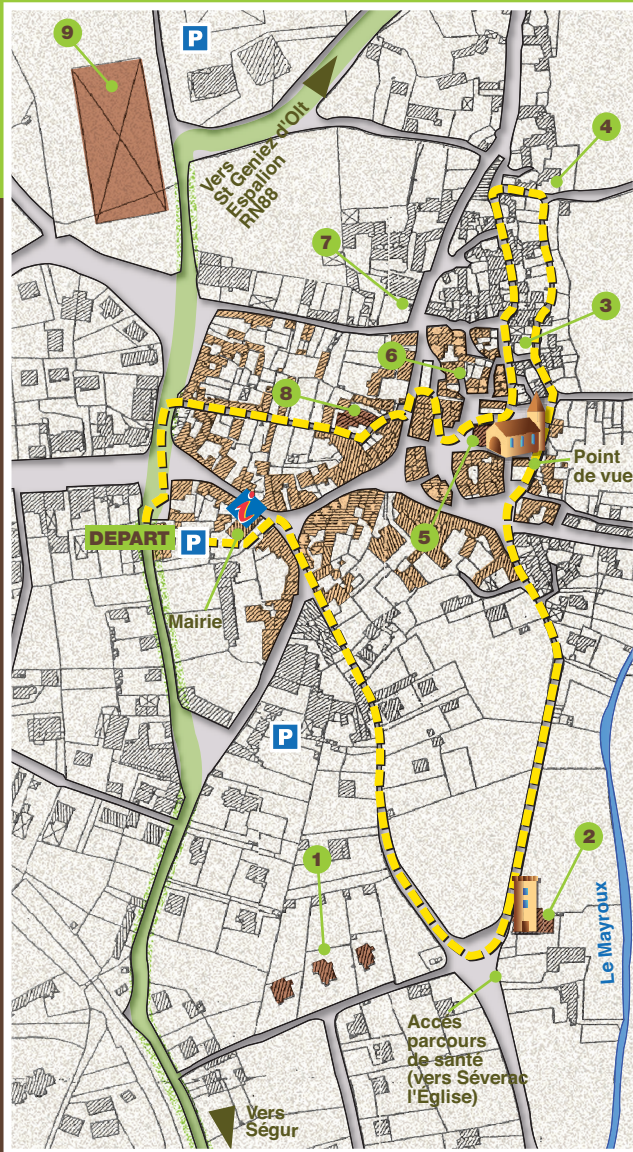 9
P
Vers
St Geniez d'Olt
Espalion
RN88
4
7
3
6
8
Point
de vue
i
DEPART
P
5
Mairie
P
1
2
Le Mayroux
Accès
parcours
de santé
(vers Séverac
l'Eglise)
Vers
Ségur